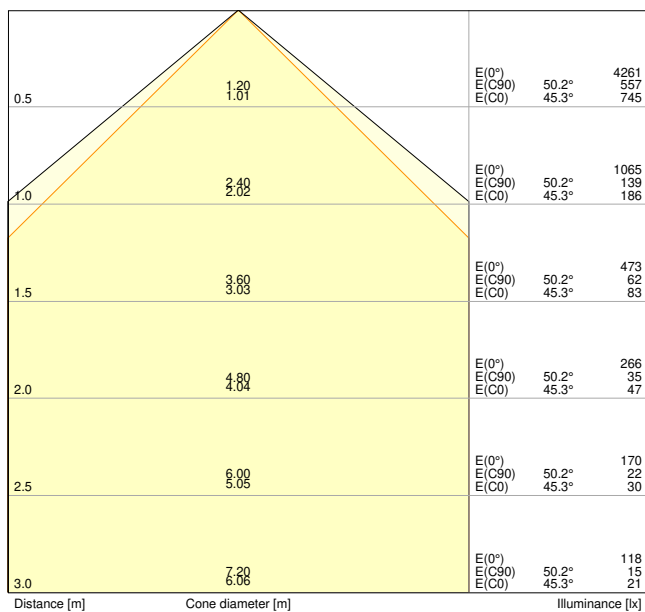 E(0°) 4261
1.20 E(C90) 50.2° 557
0.5 1.01 E(C0) 45.3° 745
E(0°) 1065
2.40 E(C90) 50.2° 139
1.0 2.02 E(C0) 45.3° 186
E(0°) 473
3.60 E(C90) 50.2° 62
1.5 3.03 E(C0) 45.3° 83
E(0°) 266
4.80 E(C90) 50.2° 35
2.0 4.04 E(C0) 45.3° 47
E(0°) 170
6.00 E(C90) 50.2° 22
2.5 5.05 E(C0) 45.3° 30
E(0°) 118
7.20 E(C90) 50.2° 15
3.0 6.06 E(C0) 45.3° 21
Distance [m] Cone diameter [m] Illuminance [lx]